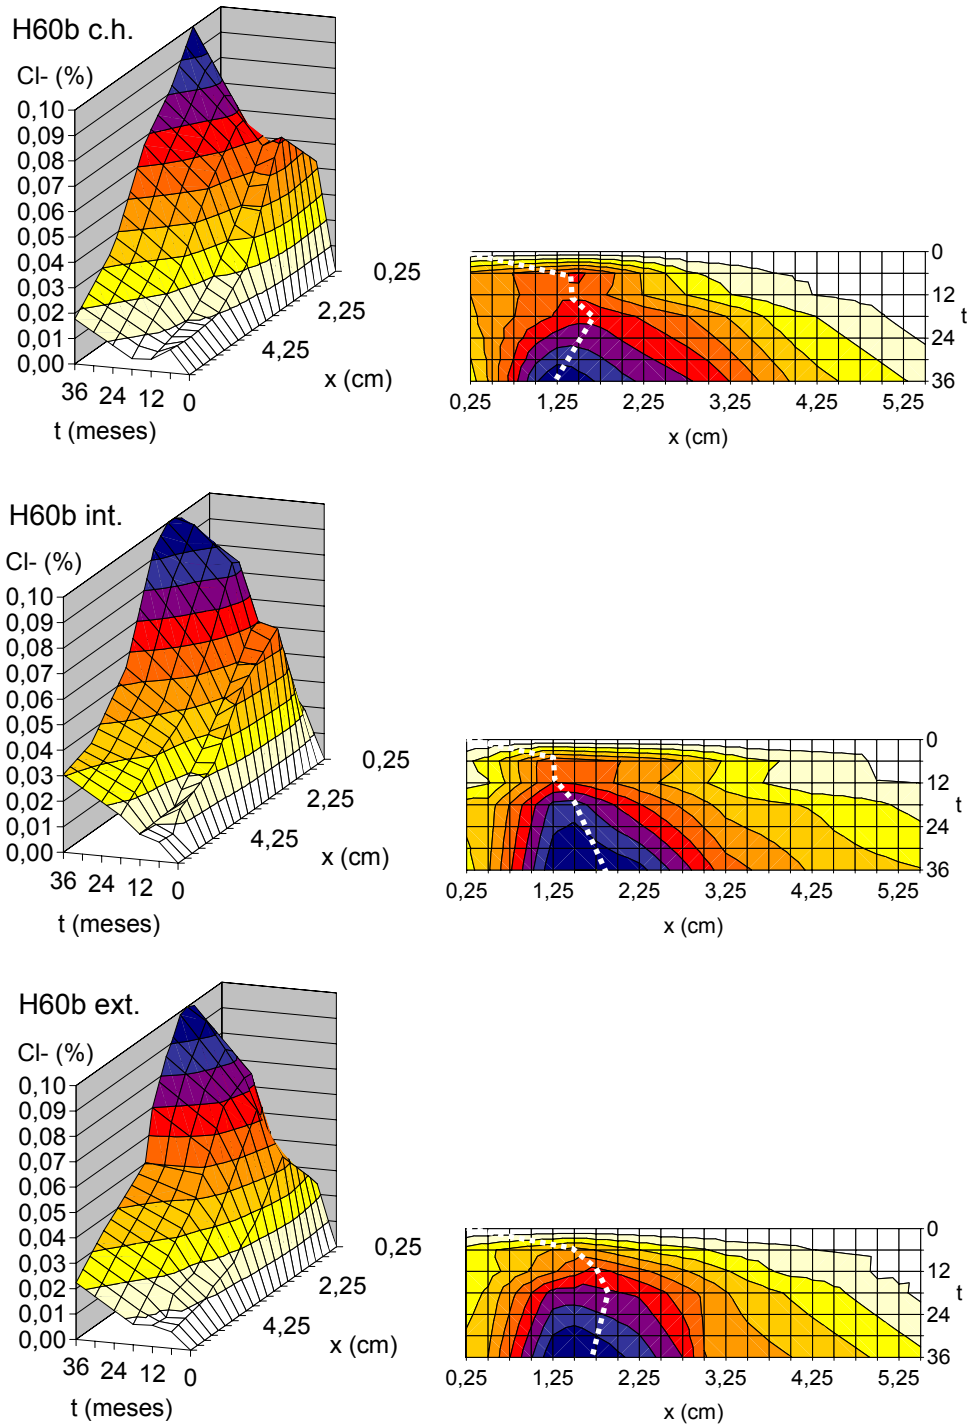 H60b c.h.
Cl- (%)
0,10
0,09
0,08
0,07
0,06
0,05
0,04
0,03
0,02
0,01
0,00
36 24 12 0
t (meses)
0,25
2,25
4,25
x (cm)
0
12
t
24
36
0,25 1,25 2,25 3,25 4,25 5,25
x (cm)
H60b int.
Cl- (%)
0,10
0,09
0,08
0,07
0,06
0,05
0,04
0,03
0,02
0,01
0,00
36 24 12 0
t (meses)
0,25
2,25
4,25
x (cm)
0
12
t
24
36
0,25 1,25 2,25 3,25 4,25 5,25
x (cm)
H60b ext.
Cl- (%)
0,10
0,09
0,08
0,07
0,06
0,05
0,04
0,03
0,02
0,01
0,00
36 24 12 0
t (meses)
0,25
2,25
4,25
x (cm)
0
12
t
24
36
0,25 1,25 2,25 3,25 4,25 5,25
x (cm)